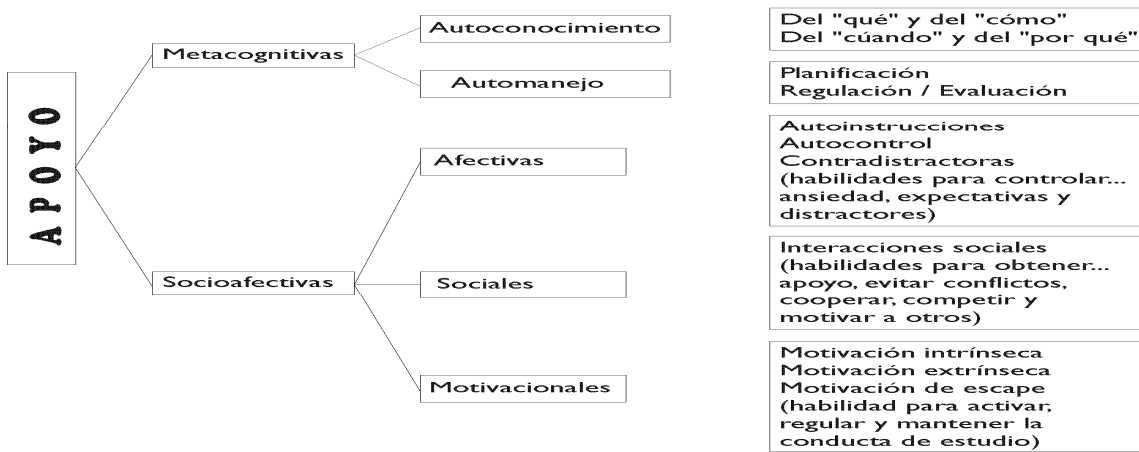 APOYO
Metacognitivas
Autoconocimiento
Del "qué" y del "cómo"
Del "cúando" y del "por qué"
Automanejo
Planificación
Regulación / Evaluación
Socioafectivas
Afectivas
Autoinstrucciones
Autocontrol
Contradistractoras
(habilidades para controlar...
ansiedad, expectativas y
distractores)
Sociales
Interacciones sociales
(habilidades para obtener...
apoyo, evitar conflictos,
cooperar, competir y
motivar a otros)
Motivacionales
Motivación intrínseca
Motivación extrínseca
Motivación de escape
(habilidad para activar,
regular y mantener la
conducta de estudio)